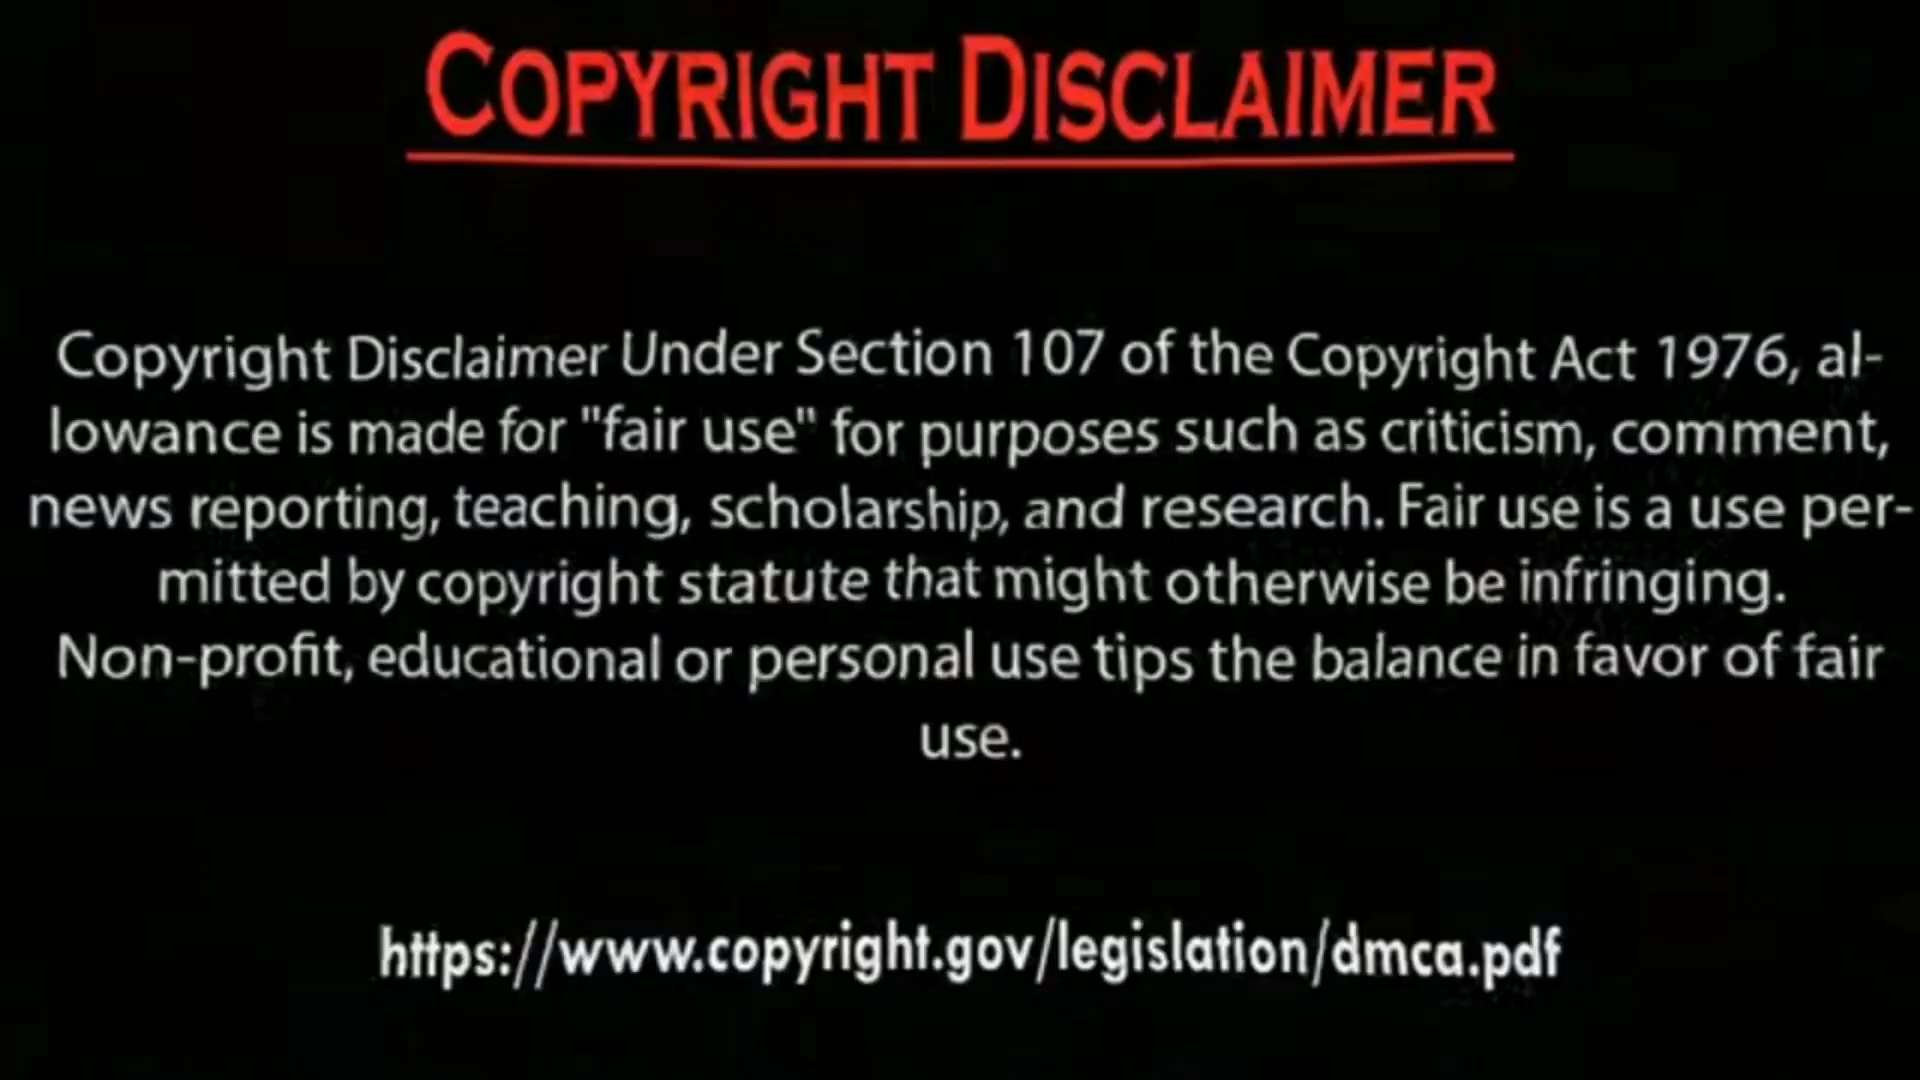 COPYRIGHT DISCLAIMER
Copyright Disclaimer Under Section 107 of the Copyright Act 1976, al-
lowance is made for "fair use" for purposes such as criticism, comment,
news reporting, teaching, scholarship, and research. Fair use is a use per-
mitted by copyright statute that might otherwise be infringing.
Non-profit, educational or personal use tips the balance in favor of fair
use.
https://www.copyright.gov/legislation/dmca.pdf